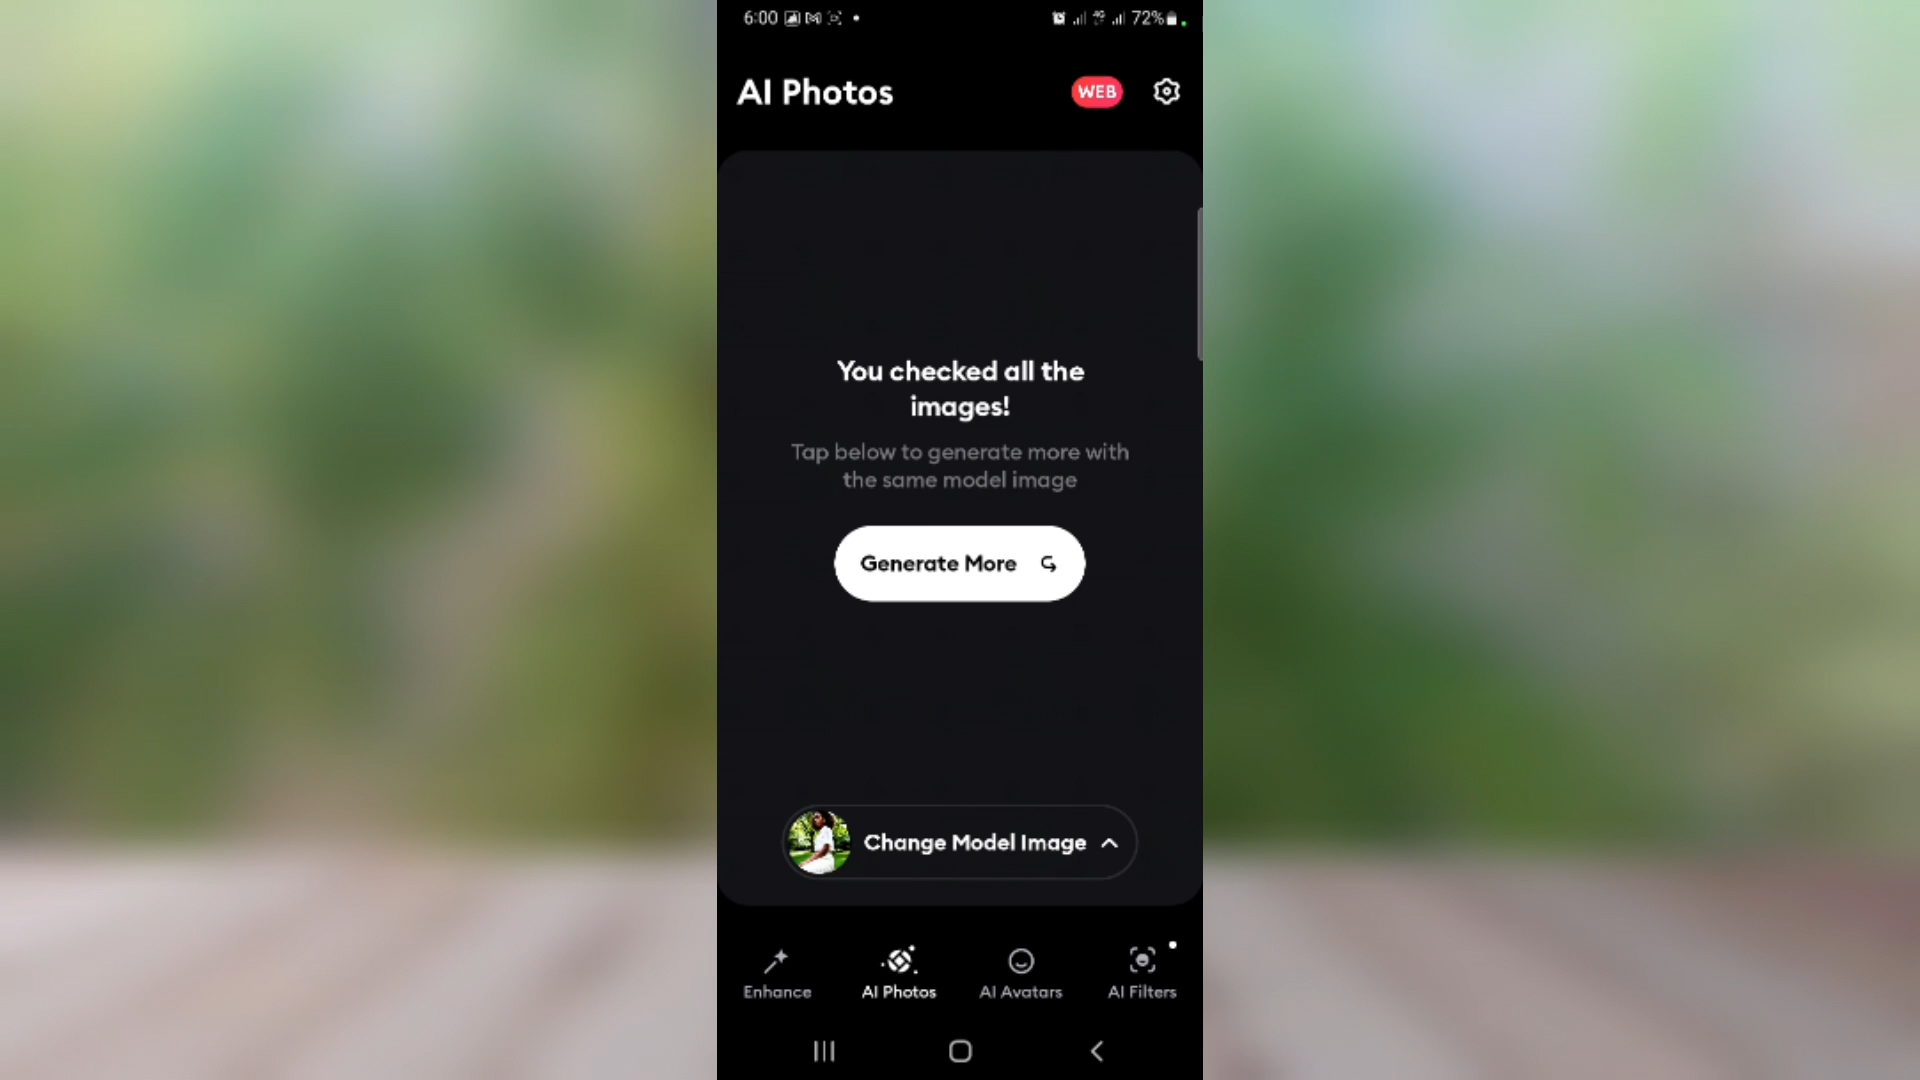 6:00
72%
AI Photos
WEB
You checked all the
images!
Tap below to generate more with
the same model image
Generate More
Change Model Image
Enhance
AI Photos
AI Avatars
AI Filters